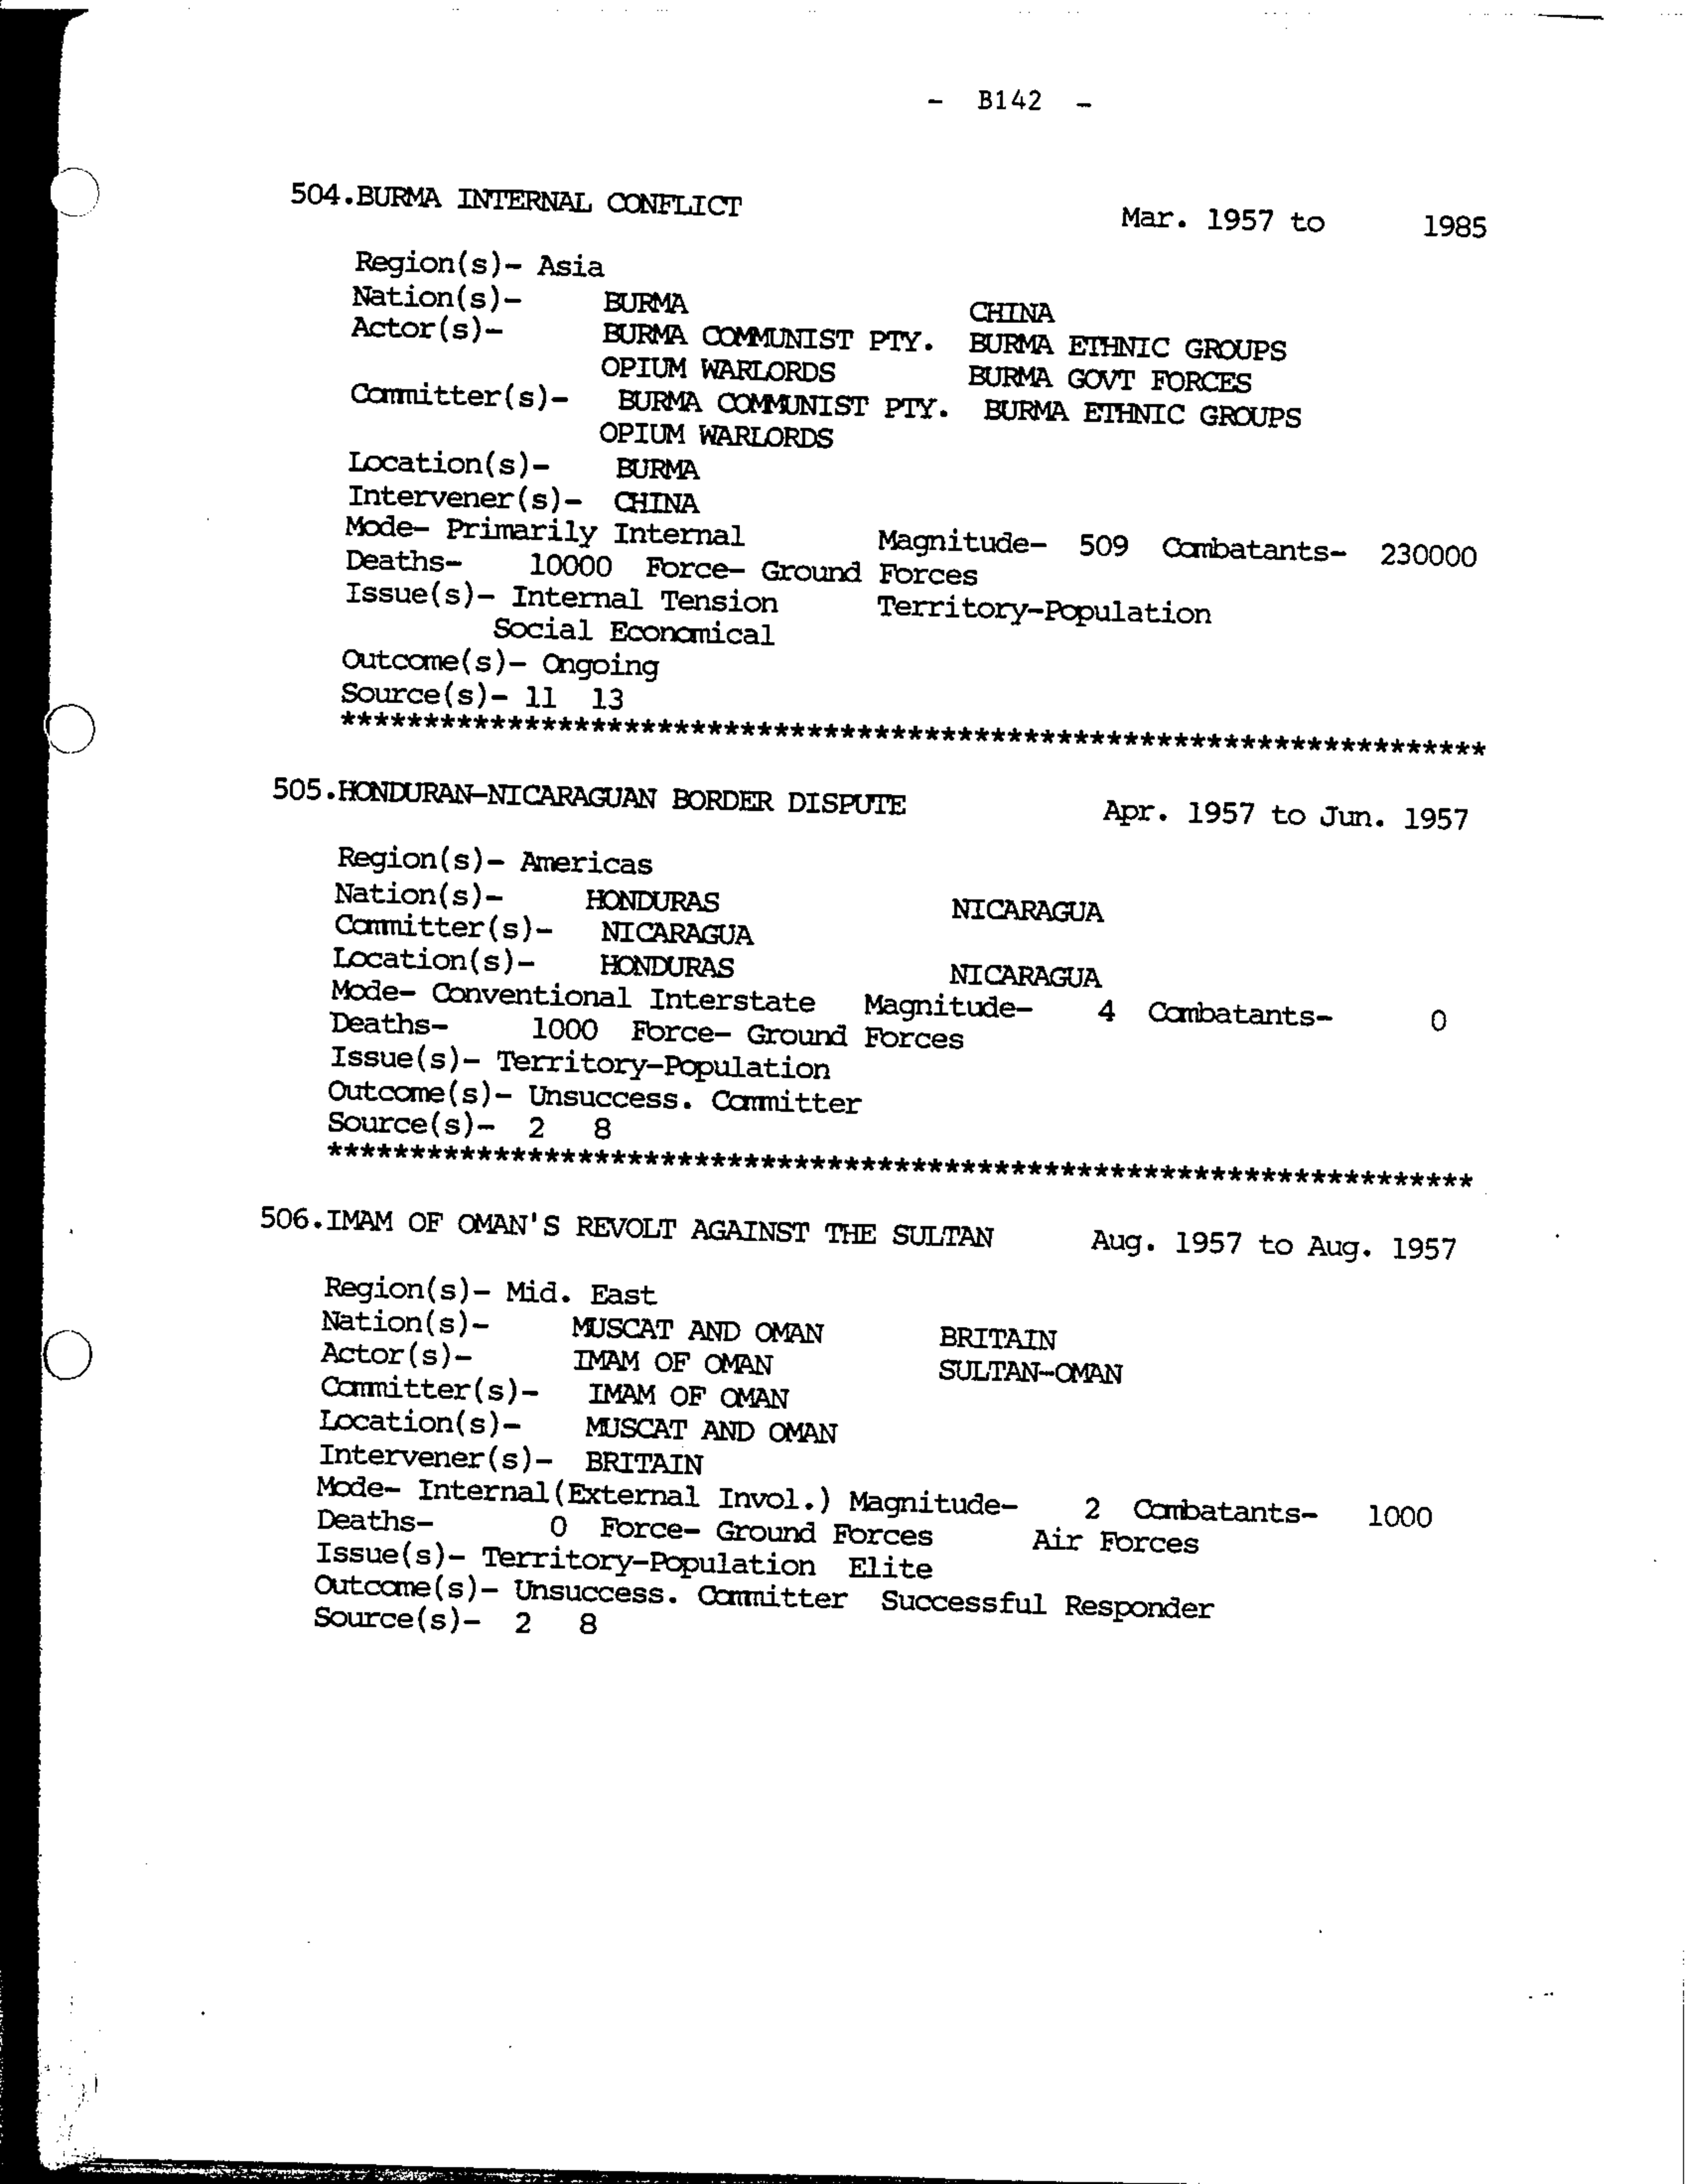 - B142 -
504.BURMA INTERNAL CONFLICT Mar. 1957 to 1985
Region(s)- Asia
Nation(s)- BURMA CHINA
Actor(s)- BURMA COMMUNIST PTY. BURMA ETHNIC GROUPS
OPIUM WARLORDS BURMA GOVT FORCES
Committer(s)- BURMA COMMUNIST PTY. BURMA ETHNIC GROUPS
OPIUM WARLORDS
Location(s)- BURMA
Intervener(s)- CHINA
Mode- Primarily Internal Magnitude- 509 Combatants- 230000
Deaths- 10000 Force- Ground Forces
Issue(s)- Internal Tension Territory-Population
Social Economical
Outcome(s)- Ongoing
Source(s)- 11 13
*********************************************************************
505.HONDURAN-NICARAGUAN BORDER DISPUTE Apr. 1957 to Jun. 1957
Region(s)- Americas
Nation(s)- HONDURAS NICARAGUA
Committer(s)- NICARAGUA
Location(s)- HONDURAS NICARAGUA
Mode- Conventional Interstate Magnitude- 4 Combatants- 0
Deaths- 1000 Force- Ground Forces
Issue(s)- Territory-Population
Outcome(s)- Unsuccess. Committer
Source(s)- 2 8
*********************************************************************
506.IMAM OF OMAN'S REVOLT AGAINST THE SULTAN Aug. 1957 to Aug. 1957
Region(s)- Mid. East
Nation(s)- MUSCAT AND OMAN BRITAIN
Actor(s)- IMAM OF OMAN SULTAN-OMAN
Committer(s)- IMAM OF OMAN
Location(s)- MUSCAT AND OMAN
Intervener(s)- BRITAIN
Mode- Internal(External Invol.) Magnitude- 2 Combatants- 1000
Deaths- 0 Force- Ground Forces Air Forces
Issue(s)- Territory-Population Elite
Outcome(s)- Unsuccess. Committer Successful Responder
Source(s)- 2 8